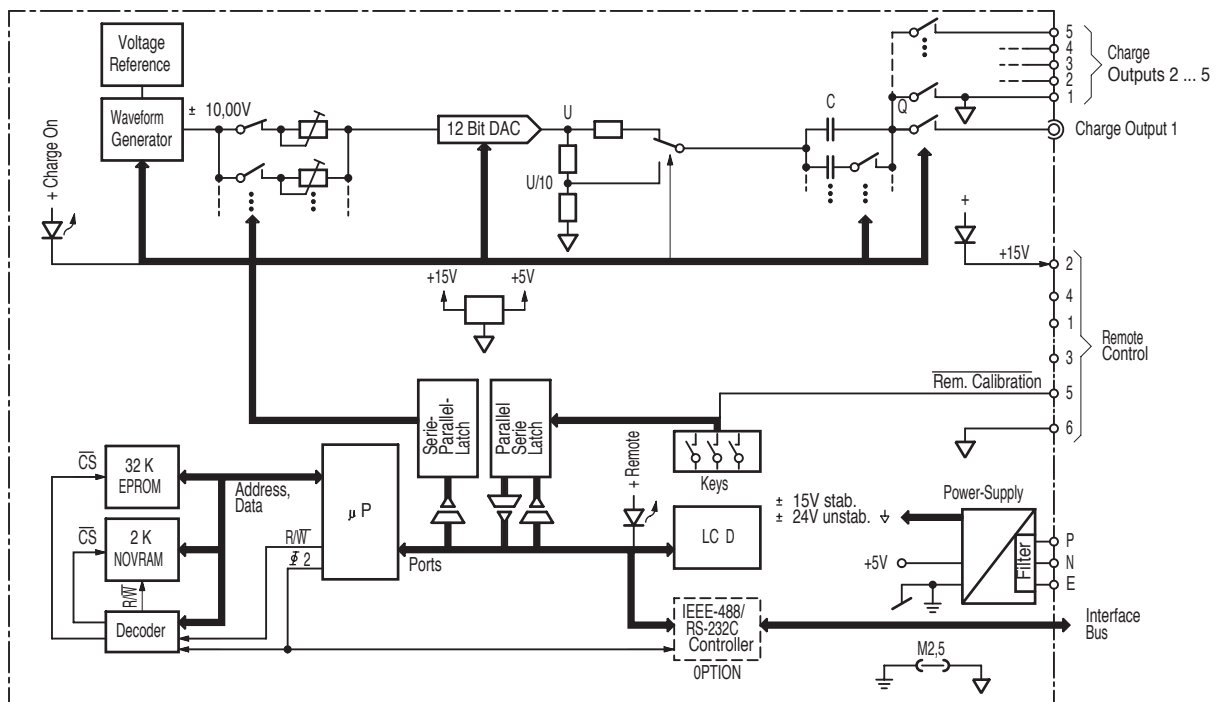 Voltage
Reference
Waveform
Generator
± 10,00V
+ Charge On
12 Bit DAC
U
U/10
C
Q
5
4
3
2
1
Charge
Outputs 2 ... 5
Charge Output 1
+
+15V
2
4
1
3
5
6
Remote
Control
Rem. Calibration
+15V
+5V
Serie-
Parallel-
Latch
Parallel
Serie
Latch
Keys
+ Remote
CS
32 K
EPROM
Address,
Data
µ P
CS
2 K
NOVRAM
R/W
Φ 2
R/W
Decoder
Ports
LC D
IEEE-488/
RS-232C
Controller
OPTION
Power-Supply
± 15V stab.
± 24V unstab.
+5V
Filter
P
N
E
Interface
Bus
M2,5